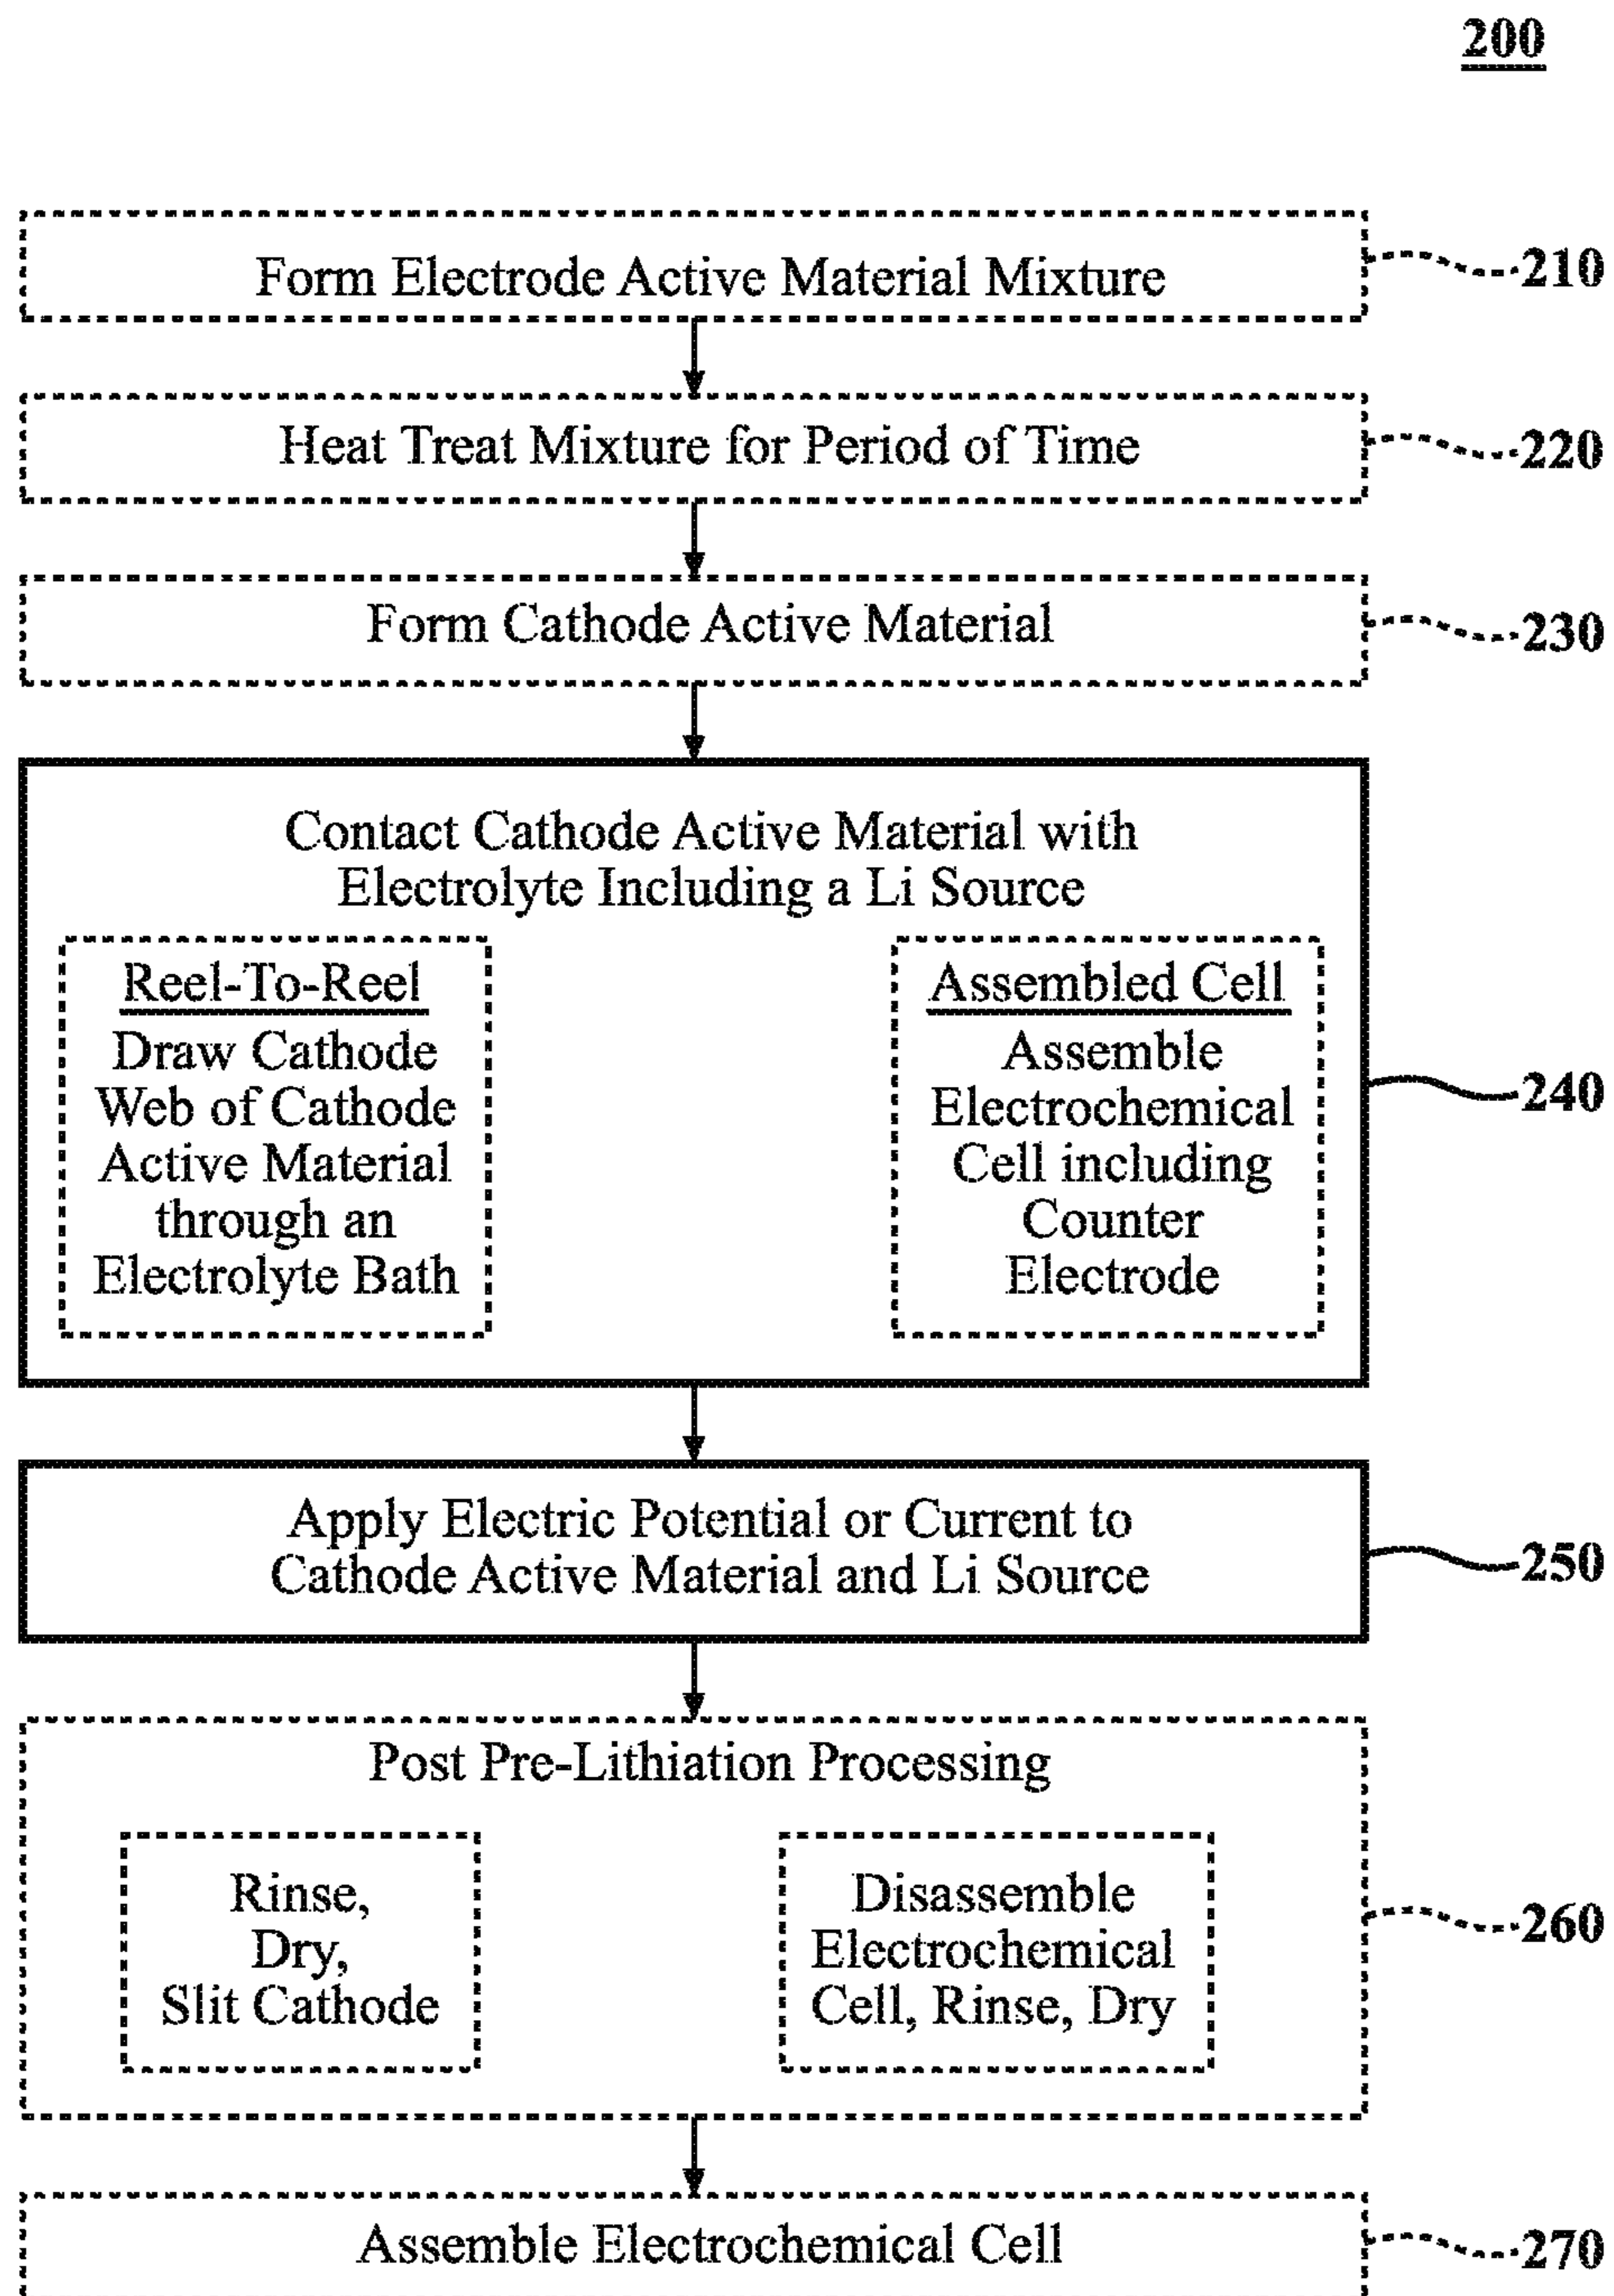 200
Form Electrode Active Material Mixture
210
Heat Treat Mixture for Period of Time
220
Form Cathode Active Material
230
Contact Cathode Active Material with
Electrolyte Including a Li Source
Reel-To-Reel
Draw Cathode
Web of Cathode
Active Material
through an
Electrolyte Bath
Assembled Cell
Assemble
Electrochemical
Cell including
Counter
Electrode
240
Apply Electric Potential or Current to
Cathode Active Material and Li Source
250
Post Pre-Lithiation Processing
Rinse,
Dry,
Slit Cathode
Disassemble
Electrochemical
Cell, Rinse, Dry
260
Assemble Electrochemical Cell
270